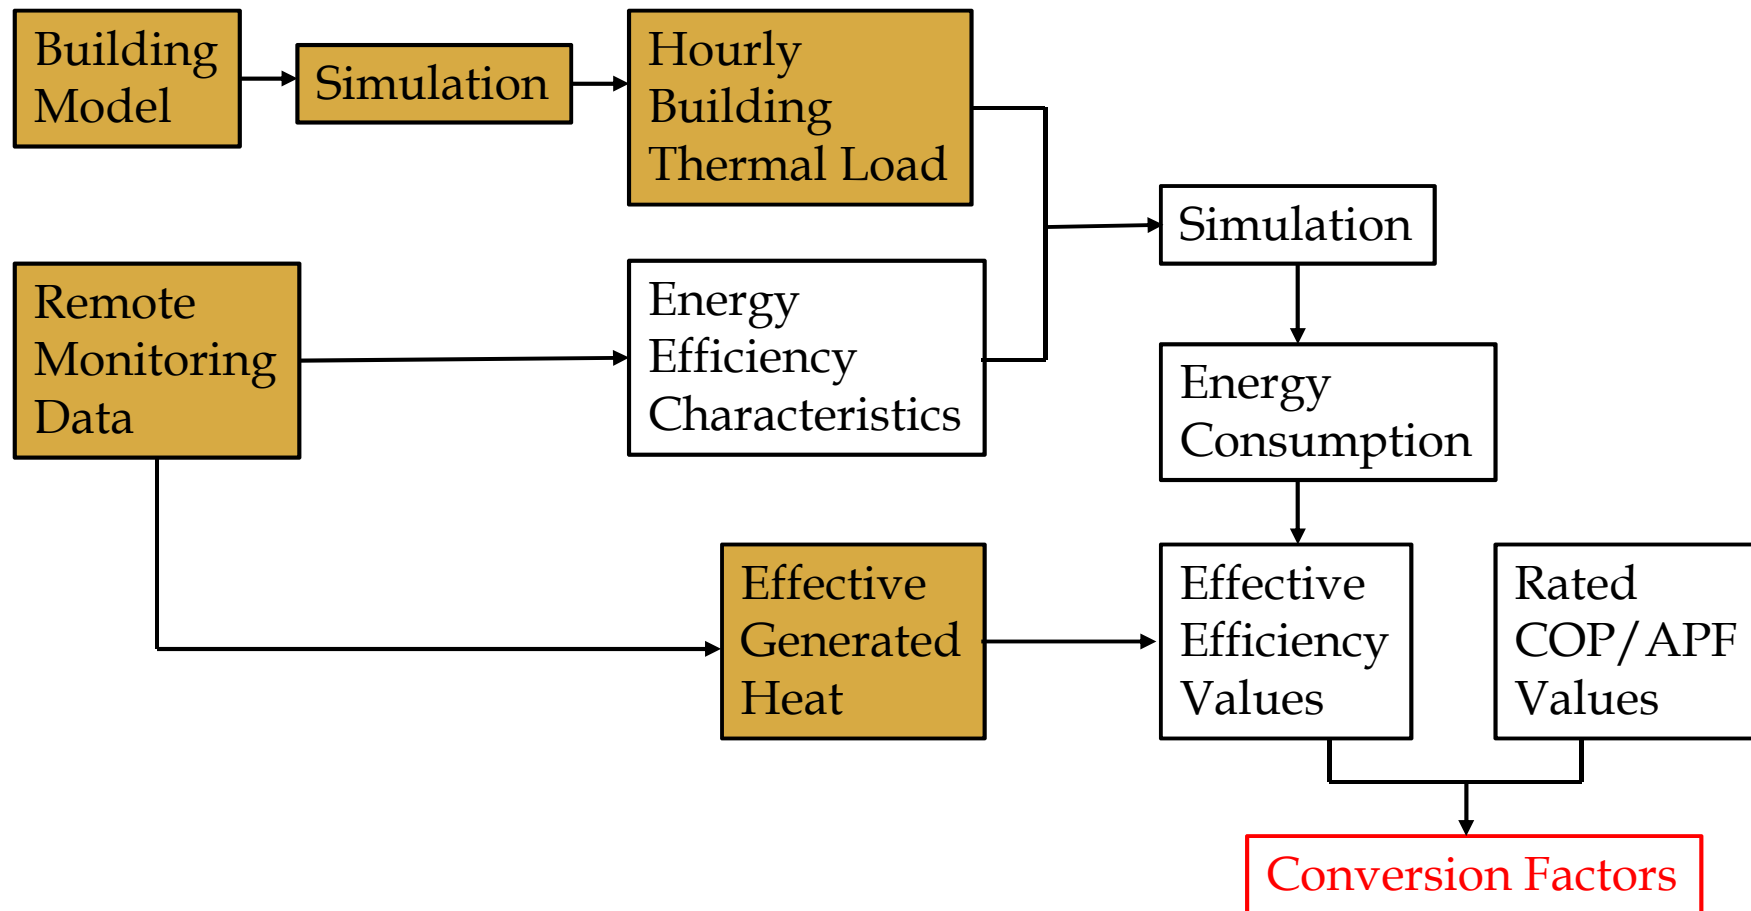 Building
Model
Simulation
Hourly
Building
Thermal Load
Simulation
Remote
Monitoring
Data
Energy
Efficiency
Characteristics
Energy
Consumption
Effective
Generated
Heat
Effective
Efficiency
Values
Rated
COP/APF
Values
Conversion Factors